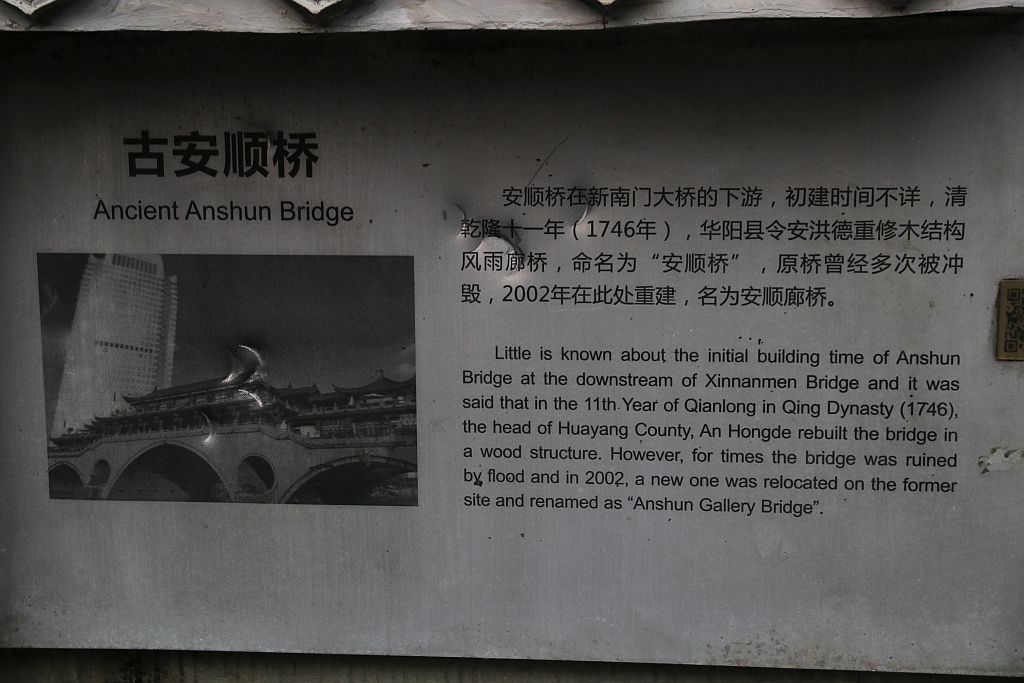 古安顺桥
Ancient Anshun Bridge
安顺桥在新南门大桥的下游，初建时间不详，清
乾隆十一年（1746年），华阳县令安洪德重修木结构
风雨廊桥，命名为“安顺桥”，原桥曾经多次被冲
毁，2002年在此处重建，名为安顺廊桥。
Little is known about the initial building time of Anshun
Bridge at the downstream of Xinnanmen Bridge and it was
said that in the 11th Year of Qianlong in Qing Dynasty (1746),
the head of Huayang County, An Hongde rebuilt the bridge in
a wood structure. However, for times the bridge was ruined
by flood and in 2002, a new one was relocated on the former
site and renamed as “Anshun Gallery Bridge”.